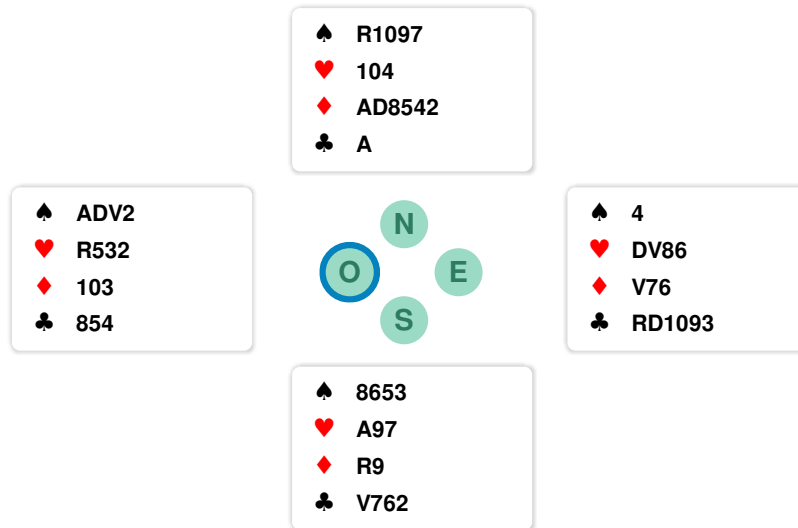 ♠ R1097
♥ 104
♦ AD8542
♣ A
♠ ADV2
♥ R532
♦ 103
♣ 854
N
O E
S
♠ 4
♥ DV86
♦ V76
♣ RD1093
♠ 8653
♥ A97
♦ R9
♣ V762